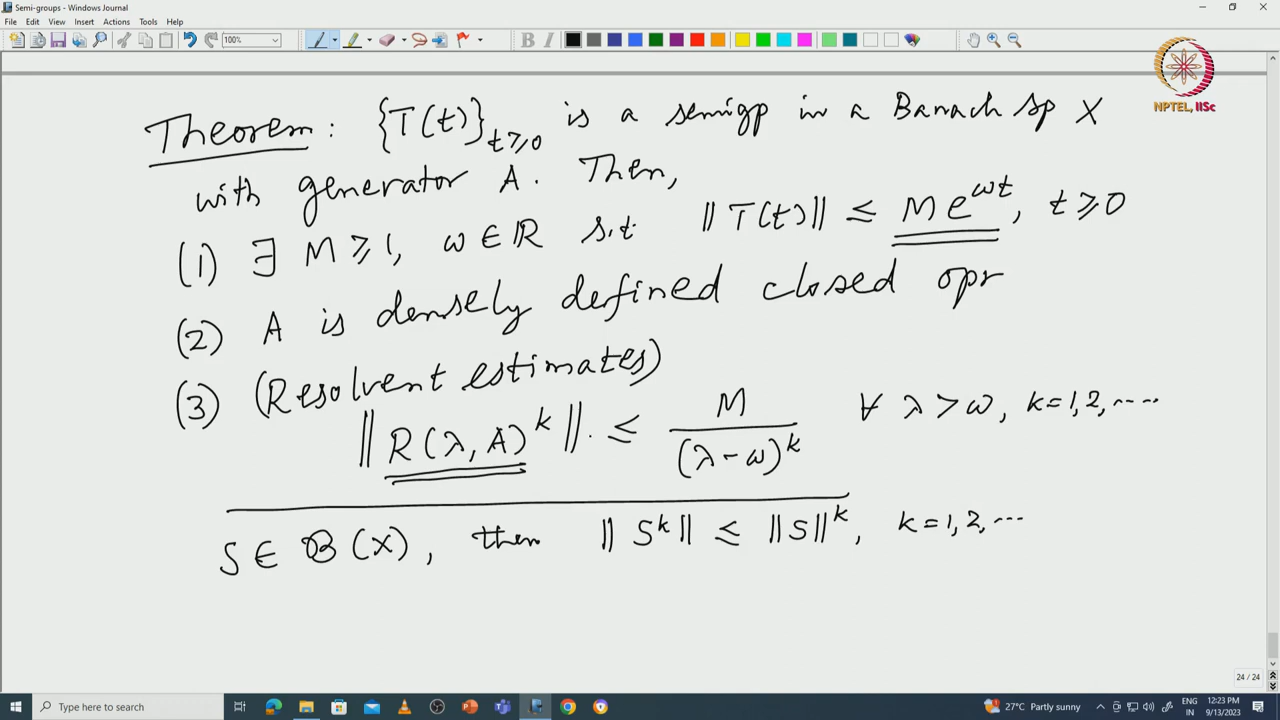 Semi-groups - Windows Journal
File Edit View Insert Actions Tools Help
100% B I
NPTEL, IISc
Theorem : {T(t)}_{t≥0} is a semigp in a Banach sp X
with generator A. Then,
(1) ∃ M ≥ 1, ω ∈ ℝ s.t. ‖T(t)‖ ≤ M e^{ωt}, t ≥ 0
(2) A is densely defined closed opr
(3) (Resolvent estimates)
‖R(λ, A)^k‖ ≤ M/(λ-ω)^k ∀ λ > ω, k = 1, 2, ....
S ∈ B(X), then ‖S^k‖ ≤ ‖S‖^k, k = 1, 2, ...
24 / 24
Type here to search
27°C Partly sunny
ENG 12:23 PM
IN 9/13/2023